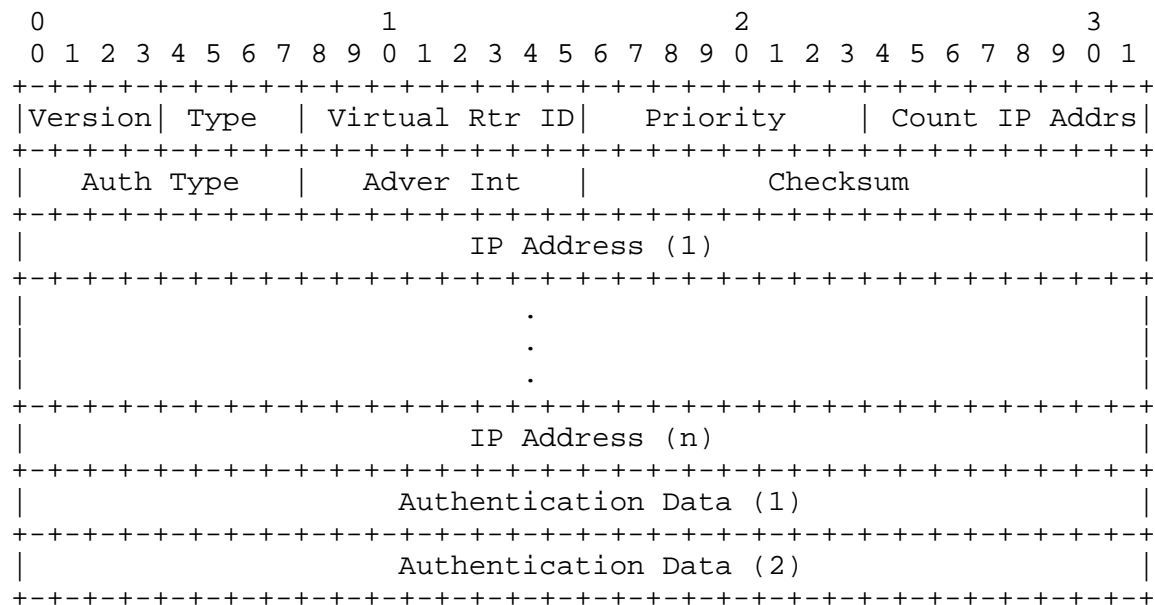 0                   1                   2                   3
 0 1 2 3 4 5 6 7 8 9 0 1 2 3 4 5 6 7 8 9 0 1 2 3 4 5 6 7 8 9 0 1
+-+-+-+-+-+-+-+-+-+-+-+-+-+-+-+-+-+-+-+-+-+-+-+-+-+-+-+-+-+-+-+-+
|Version| Type  | Virtual Rtr ID|   Priority    | Count IP Addrs|
+-+-+-+-+-+-+-+-+-+-+-+-+-+-+-+-+-+-+-+-+-+-+-+-+-+-+-+-+-+-+-+-+
|   Auth Type   |   Adver Int   |          Checksum             |
+-+-+-+-+-+-+-+-+-+-+-+-+-+-+-+-+-+-+-+-+-+-+-+-+-+-+-+-+-+-+-+-+
|                         IP Address (1)                        |
+-+-+-+-+-+-+-+-+-+-+-+-+-+-+-+-+-+-+-+-+-+-+-+-+-+-+-+-+-+-+-+-+
|                            .                                  |
|                            .                                  |
|                            .                                  |
+-+-+-+-+-+-+-+-+-+-+-+-+-+-+-+-+-+-+-+-+-+-+-+-+-+-+-+-+-+-+-+-+
|                         IP Address (n)                        |
+-+-+-+-+-+-+-+-+-+-+-+-+-+-+-+-+-+-+-+-+-+-+-+-+-+-+-+-+-+-+-+-+
|                     Authentication Data (1)                   |
+-+-+-+-+-+-+-+-+-+-+-+-+-+-+-+-+-+-+-+-+-+-+-+-+-+-+-+-+-+-+-+-+
|                     Authentication Data (2)                   |
+-+-+-+-+-+-+-+-+-+-+-+-+-+-+-+-+-+-+-+-+-+-+-+-+-+-+-+-+-+-+-+-+